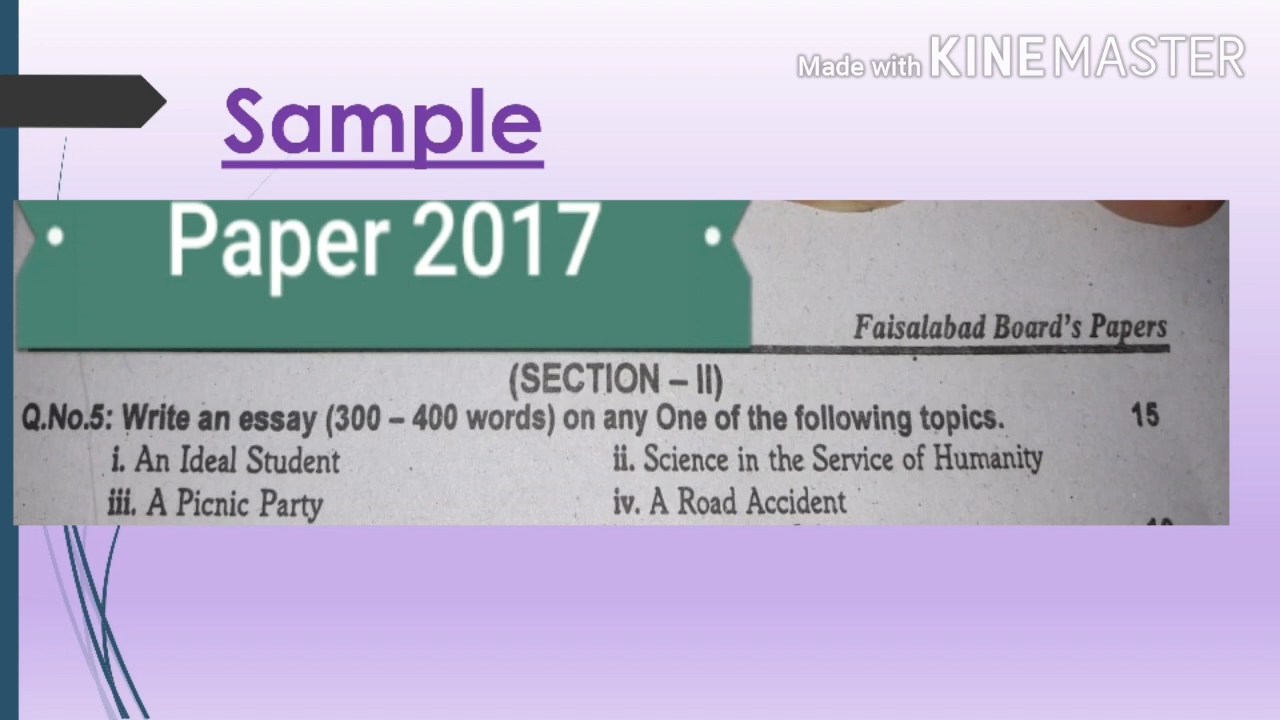 Made with KINEMASTER
Sample
Paper 2017
Faisalabad Board's Papers
(SECTION – II)
Q.No.5: Write an essay (300 – 400 words) on any One of the following topics. 15
i. An Ideal Student ii. Science in the Service of Humanity
iii. A Picnic Party iv. A Road Accident